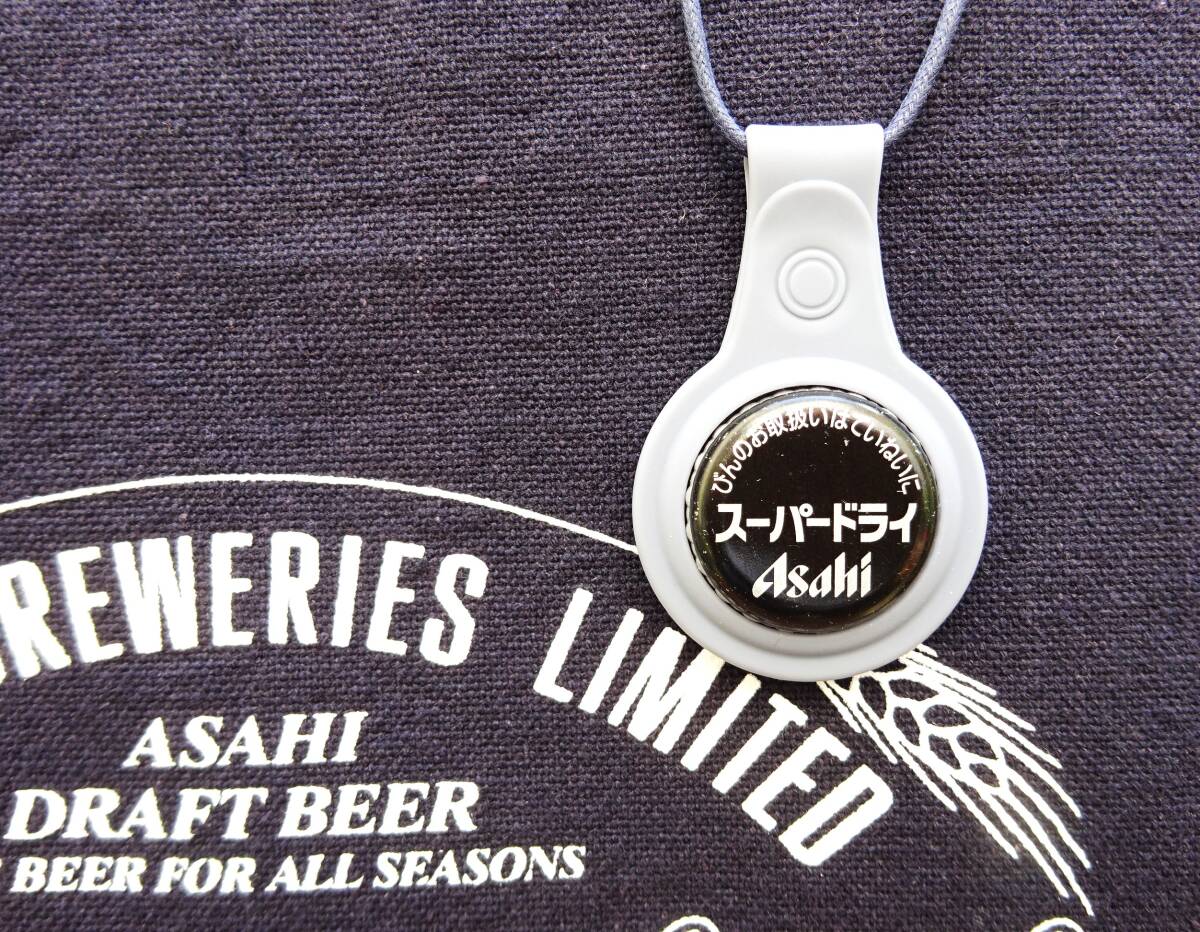 びんのお取扱いはていねいに
スーパードライ
Asahi
REWERIES LIMITED
ASAHI
DRAFT BEER
BEER FOR ALL SEASONS